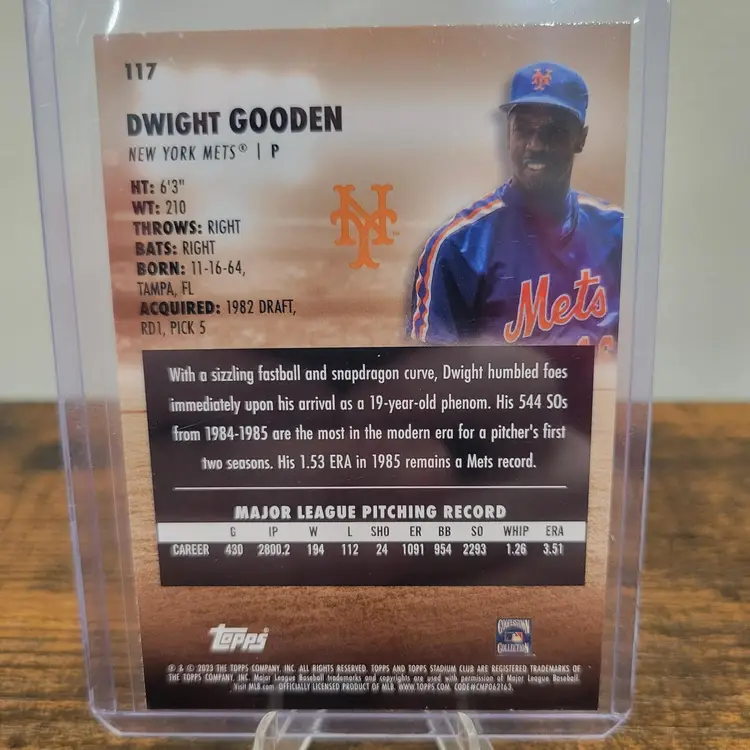 117
DWIGHT GOODEN
NEW YORK METS® | P
HT: 6'3"
WT: 210
THROWS: RIGHT
BATS: RIGHT
BORN: 11-16-64,
TAMPA, FL
ACQUIRED: 1982 DRAFT,
RD1, PICK 5
NY
Mets
With a sizzling fastball and snapdragon curve, Dwight humbled foes
immediately upon his arrival as a 19-year-old phenom. His 544 SOs
from 1984-1985 are the most in the modern era for a pitcher's first
two seasons. His 1.53 ERA in 1985 remains a Mets record.
MAJOR LEAGUE PITCHING RECORD
G IP W L SHO ER BB SO WHIP ERA
CAREER 430 2800.2 194 112 24 1091 954 2293 1.26 3.51
topps
COOPERSTOWN
COLLECTION
® & © 2023 THE TOPPS COMPANY, INC. ALL RIGHTS RESERVED. TOPPS AND TOPPS STADIUM CLUB ARE REGISTERED TRADEMARKS OF
THE TOPPS COMPANY, INC. Major League Baseball trademarks and copyrights are used with permission of Major League Baseball.
Visit MLB.com. OFFICIALLY LICENSED PRODUCT OF MLB. WWW.TOPPS.COM. CODE#CMP062163.